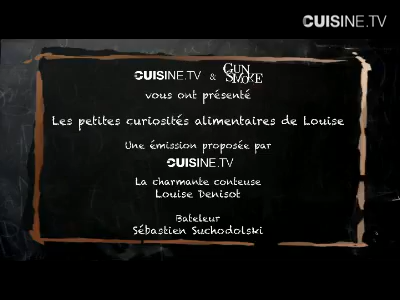 CUISINE.TV
CUISINE.TV & GUN SMOKE
vous ont présenté
Les petites curiosités alimentaires de Louise
Une émission proposée par
CUISINE.TV
La charmante conteuse
Louise Denisot
Bateleur
Sébastien Suchodolski